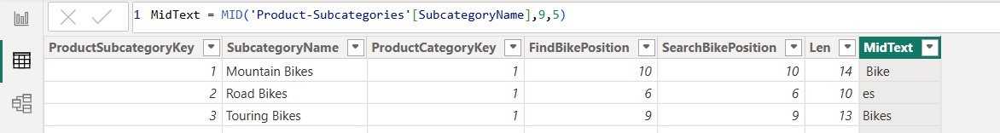 1 MidText = MID('Product-Subcategories'[SubcategoryName],9,5)
ProductSubcategoryKey SubcategoryName ProductCategoryKey FindBikePosition SearchBikePosition Len MidText
1 Mountain Bikes 1 10 10 14 Bike
2 Road Bikes 1 6 6 10 es
3 Touring Bikes 1 9 9 13 Bikes